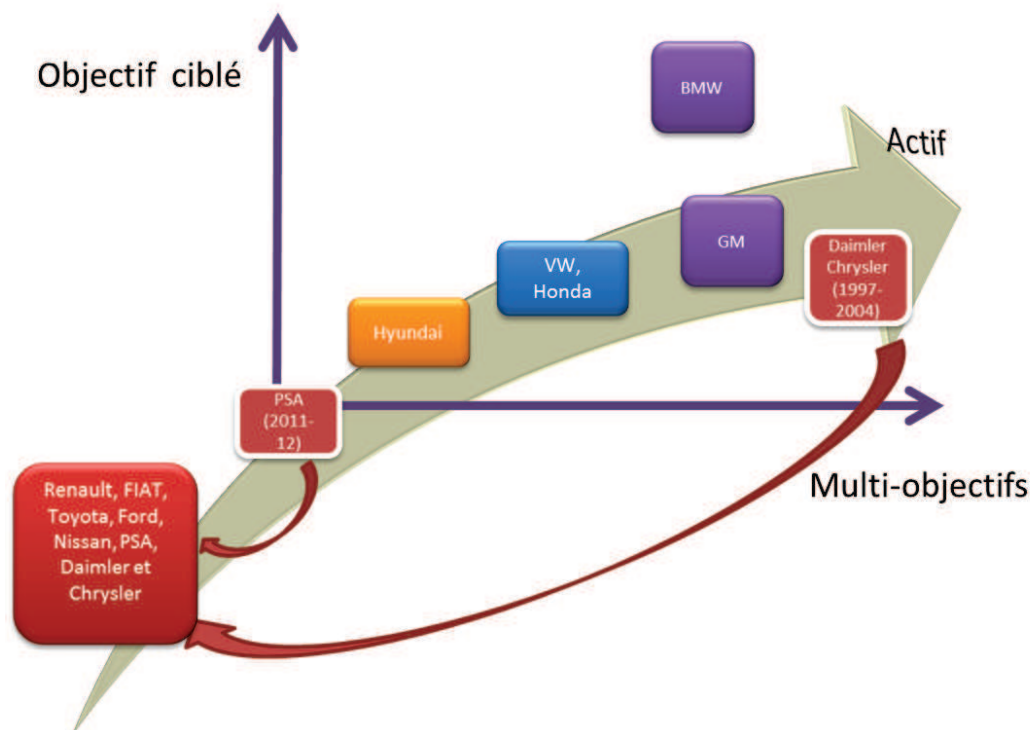 Objectif ciblé
BMW
Actif
GM
Daimler
Chrysler
(1997-
2004)
VW,
Honda
Hyundai
PSA
(2011-
12)
Multi-objectifs
Renault, FIAT,
Toyota, Ford,
Nissan, PSA,
Daimler et
Chrysler